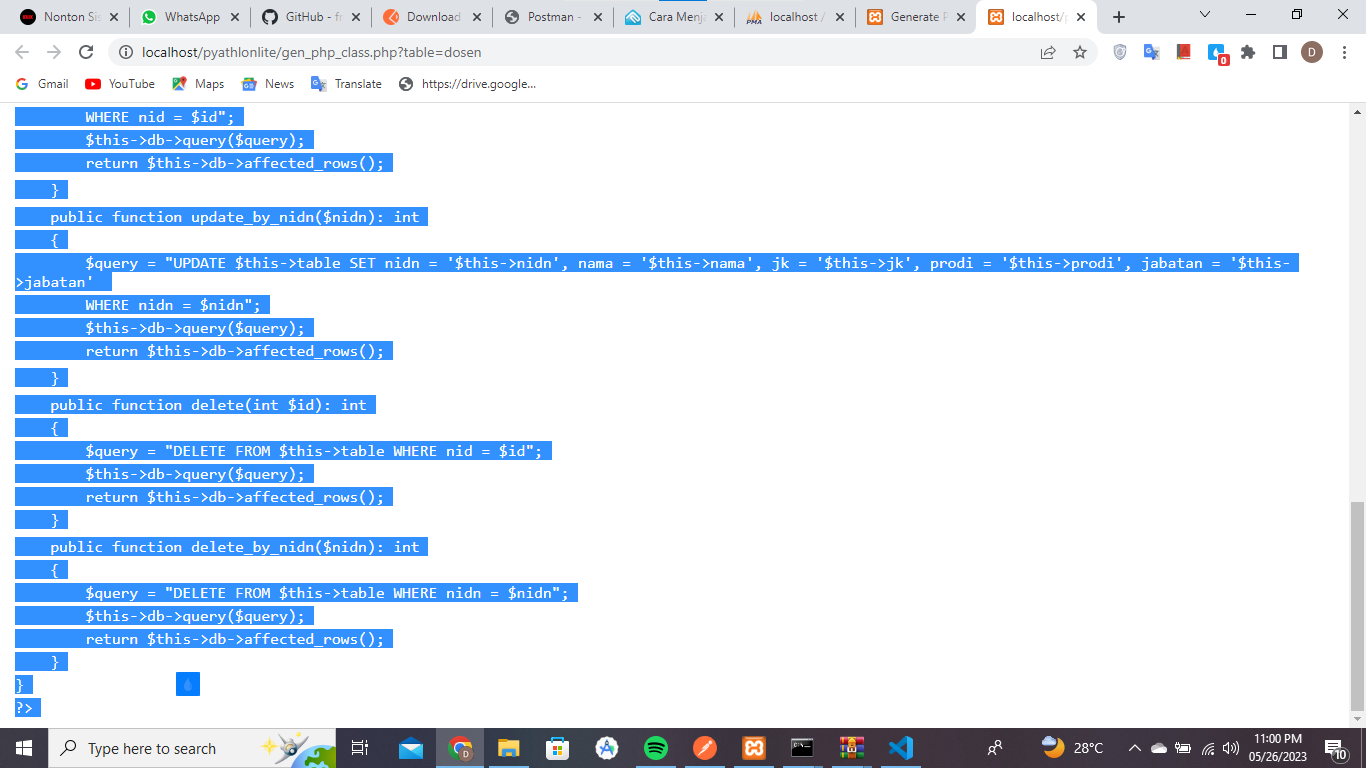 Nonton Sis
WhatsApp
GitHub - fr
Download
Postman -
Cara Menja
localhost /
Generate P
localhost/p
localhost/pyathlonlite/gen_php_class.php?table=dosen
0
D
Gmail
YouTube
Maps
News
Translate
https://drive.google...
WHERE nid = $id";
$this->db->query($query);
return $this->db->affected_rows();
}
public function update_by_nidn($nidn): int
{
$query = "UPDATE $this->table SET nidn = '$this->nidn', nama = '$this->nama', jk = '$this->jk', prodi = '$this->prodi', jabatan = '$this-
>jabatan'
WHERE nidn = $nidn";
$this->db->query($query);
return $this->db->affected_rows();
}
public function delete(int $id): int
{
$query = "DELETE FROM $this->table WHERE nid = $id";
$this->db->query($query);
return $this->db->affected_rows();
}
public function delete_by_nidn($nidn): int
{
$query = "DELETE FROM $this->table WHERE nidn = $nidn";
$this->db->query($query);
return $this->db->affected_rows();
}
}
?>
Type here to search
28°C
11:00 PM
05/26/2023
10